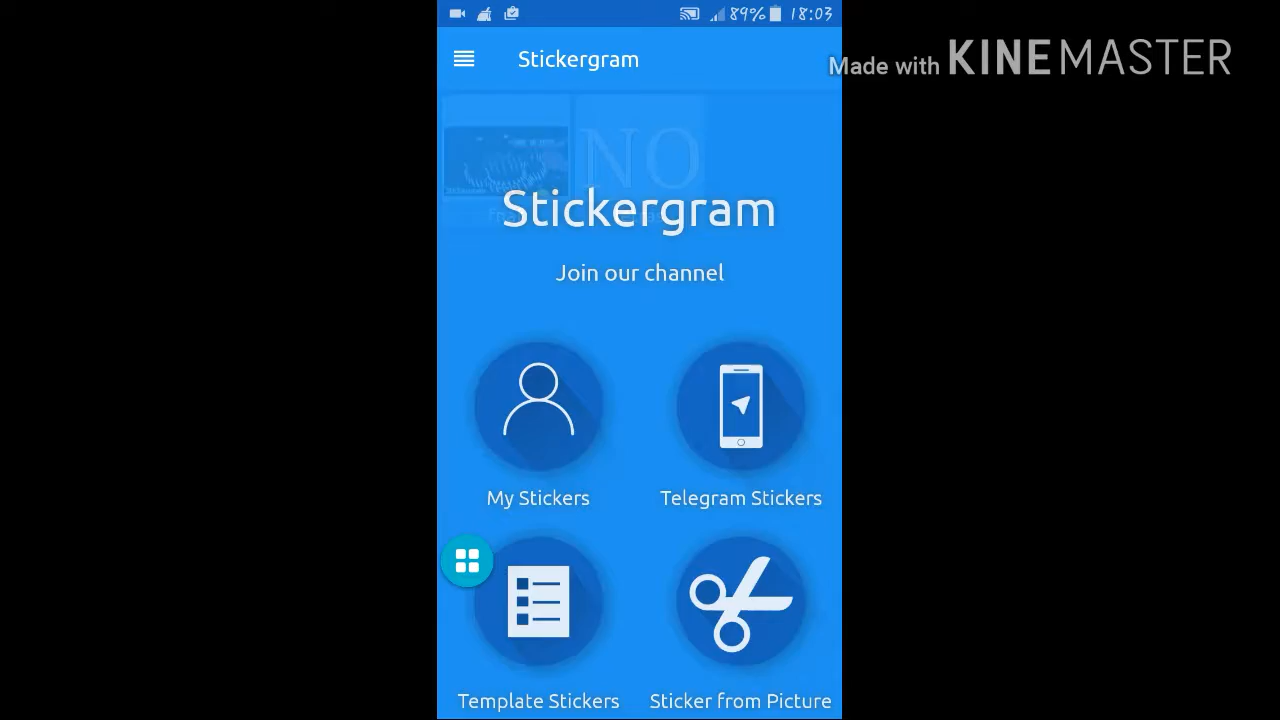 89% 18:03
Stickergram
Made with KINEMASTER
NO
Stickergram
Join our channel
My Stickers
Telegram Stickers
Template Stickers
Sticker from Picture